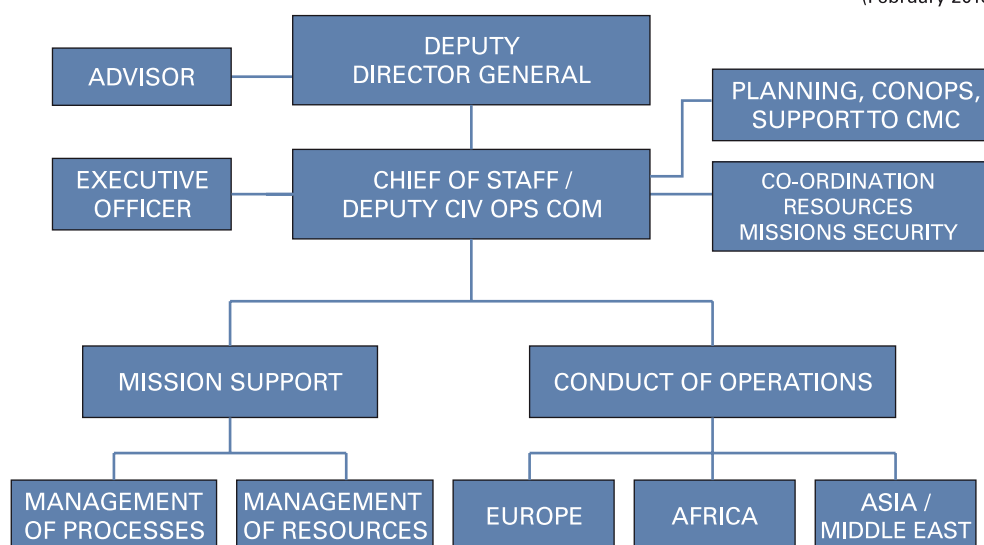 (February 201
DEPUTY
DIRECTOR GENERAL
ADVISOR
PLANNING, CONOPS,
SUPPORT TO CMC
EXECUTIVE
OFFICER
CHIEF OF STAFF /
DEPUTY CIV OPS COM
CO-ORDINATION
RESOURCES
MISSIONS SECURITY
MISSION SUPPORT
CONDUCT OF OPERATIONS
MANAGEMENT
OF PROCESSES
MANAGEMENT
OF RESOURCES
EUROPE
AFRICA
ASIA /
MIDDLE EAST